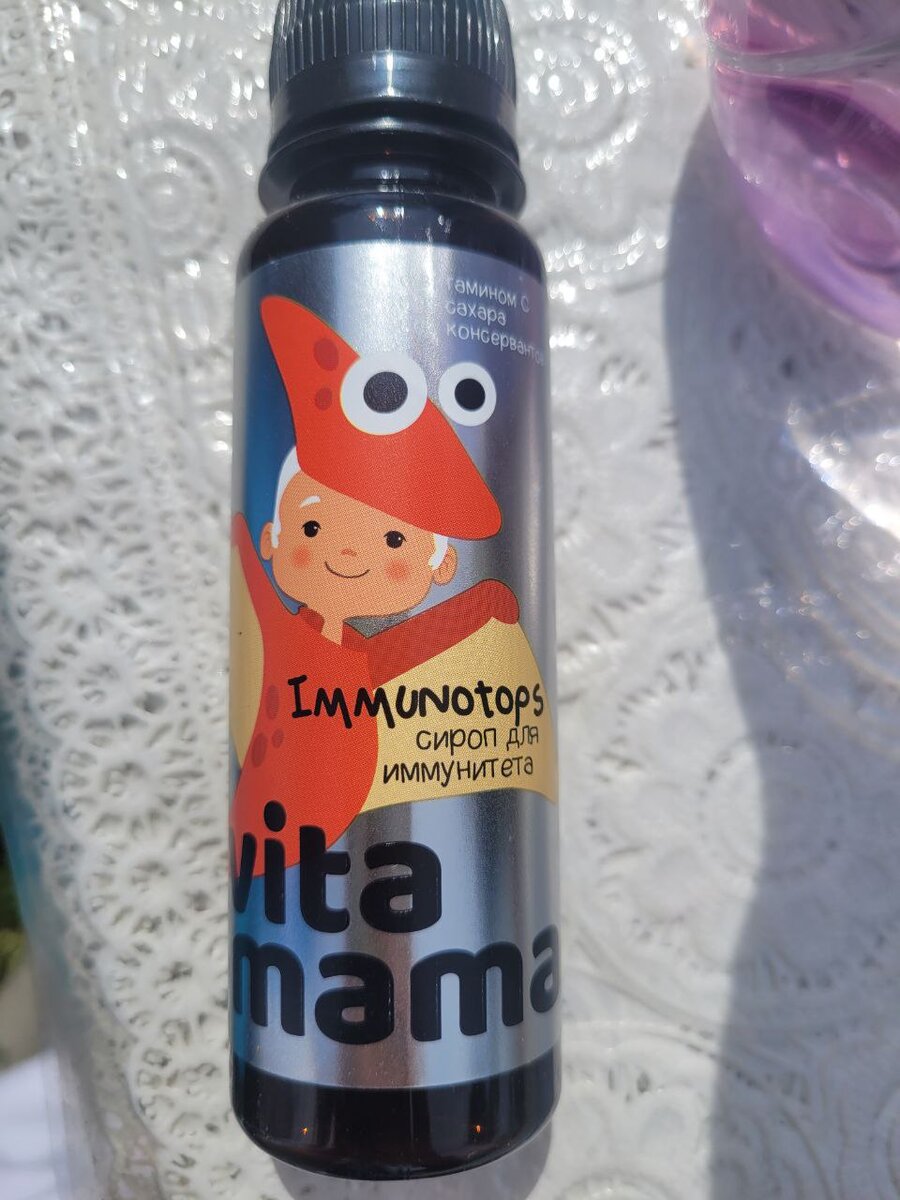 тамином С
сахара
консервантов
Immunotops
сироп для
иммунитета
vita
mama